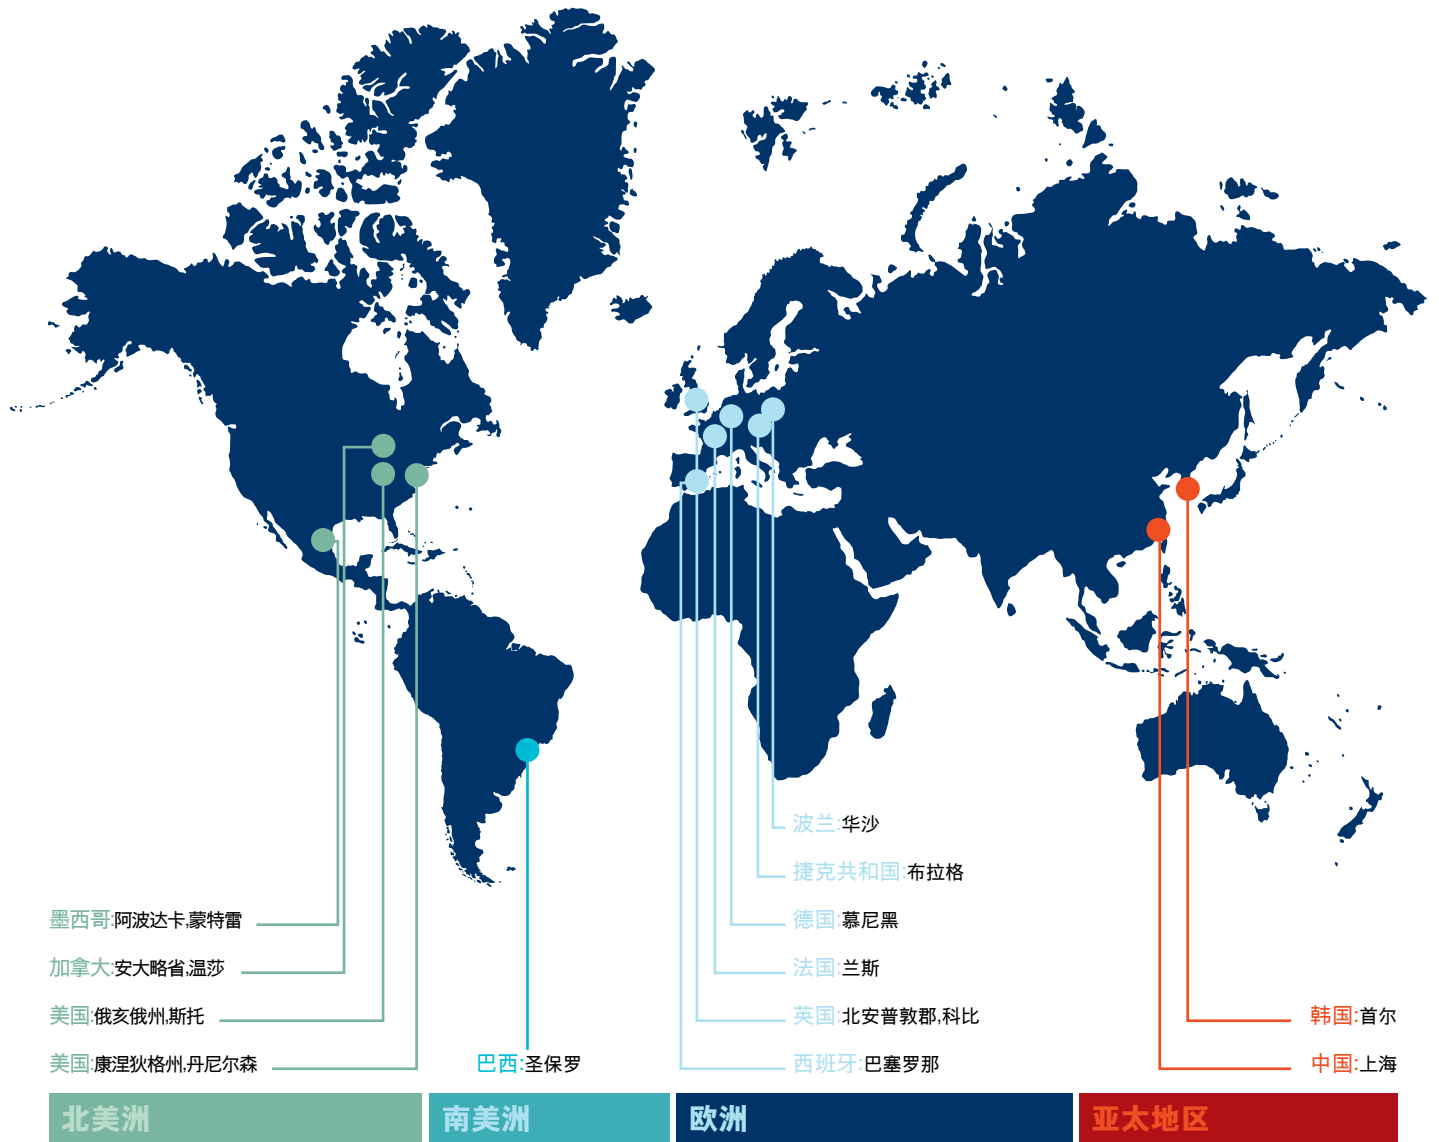 墨西哥:阿波达卡,蒙特雷
加拿大:安大略省,温莎
美国:俄亥俄州,斯托
美国:康涅狄格州,丹尼尔森
北美洲
巴西:圣保罗
南美洲
波兰:华沙
捷克共和国:布拉格
德国:慕尼黑
法国:兰斯
英国:北安普敦郡,科比
西班牙:巴塞罗那
欧洲
韩国:首尔
中国:上海
亚太地区